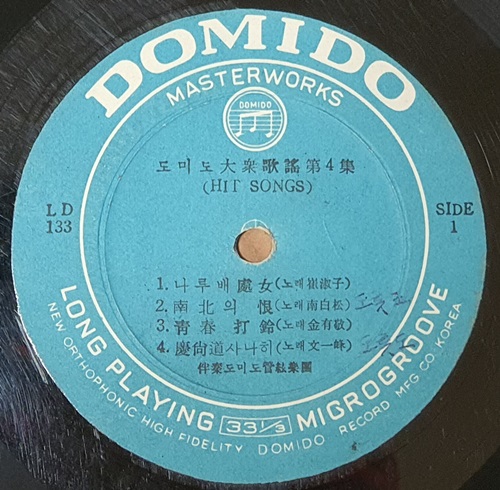 DOMIDO
MASTERWORKS
DOMIDO
도미도大衆歌謠第4集
(HIT SONGS)
LD
133
SIDE
1
1. 나루배處女(노래崔淑子)
2. 南北의 恨(노래南白松)
3. 靑春打鈴(노래金有敬)
4. 慶尙道사나히(노래文一峰)
伴奏도미도管絃樂團
LONG PLAYING 33 1/3 MICROGROOVE
NEW ORTHOPHONIC HIGH FIDELITY DOMIDO RECORD MFG CO. KOREA